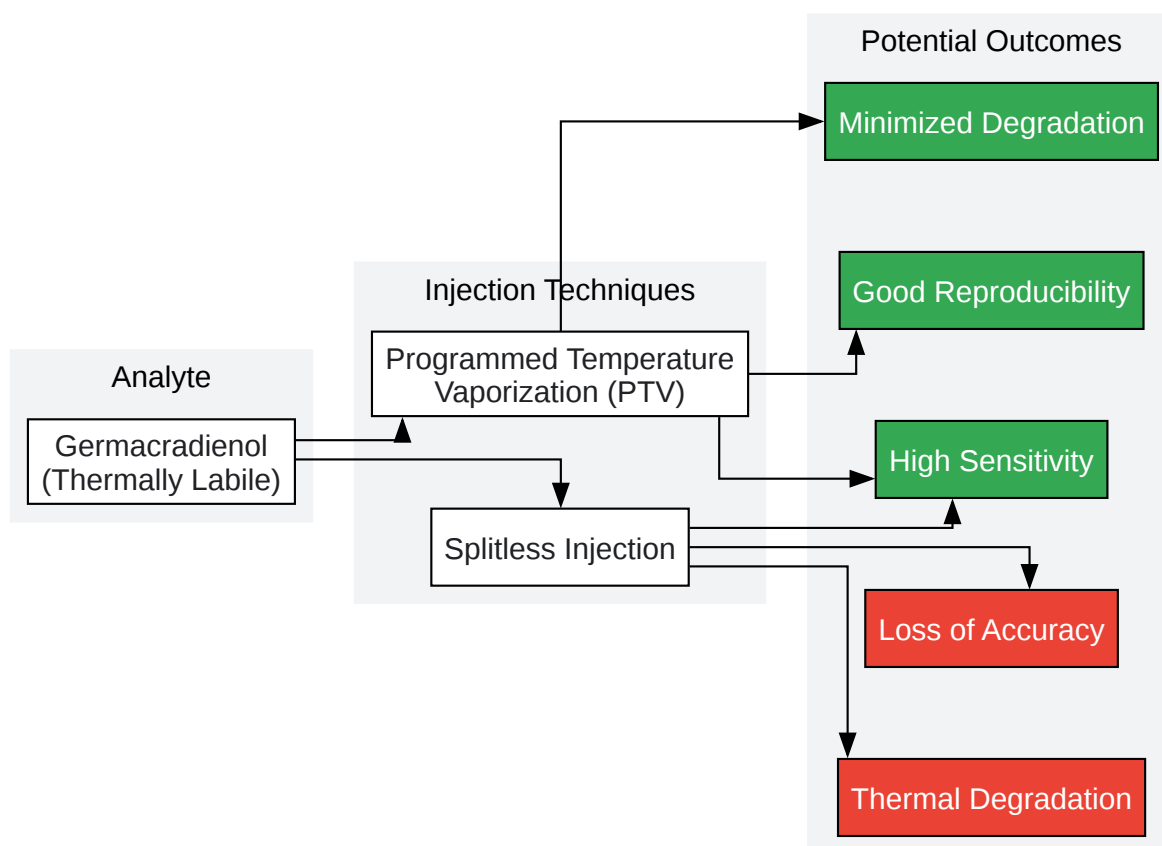 Potential Outcomes
Minimized Degradation
Injection Techniques
Good Reproducibility
Programmed Temperature
Vaporization (PTV)
Analyte
Germacradienol
(Thermally Labile)
High Sensitivity
Splitless Injection
Loss of Accuracy
Thermal Degradation